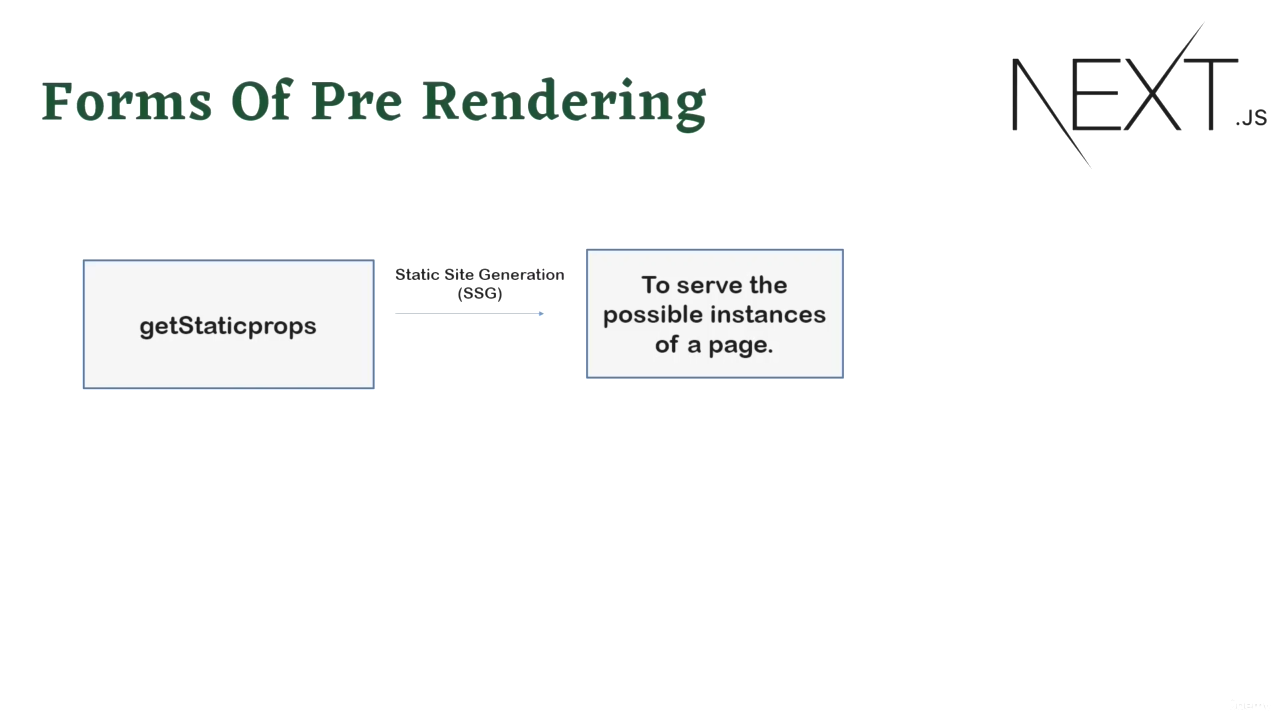 Forms Of Pre Rendering
NEXT
.JS
getStaticprops
Static Site Generation
(SSG)
To serve the
possible instances
of a page.